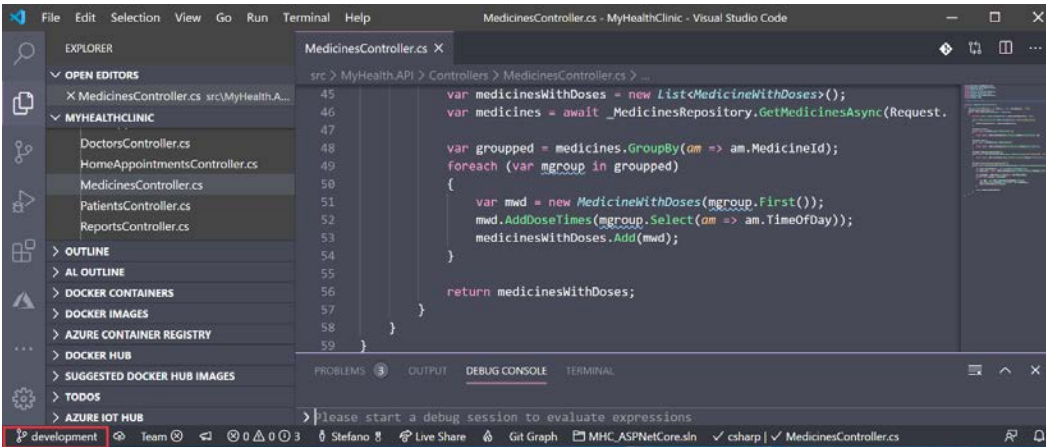 File Edit Selection View Go Run Terminal Help MedicinesController.cs - MyHealthClinic - Visual Studio Code
EXPLORER
OPEN EDITORS
MedicinesController.cs src\MyHealth.A...
MYHEALTHCLINIC
DoctorsController.cs
HomeAppointmentsController.cs
MedicinesController.cs
PatientsController.cs
ReportsController.cs
OUTLINE
AL OUTLINE
DOCKER CONTAINERS
DOCKER IMAGES
AZURE CONTAINER REGISTRY
DOCKER HUB
SUGGESTED DOCKER HUB IMAGES
TODOS
AZURE IOT HUB
MedicinesController.cs
src > MyHealth.API > Controllers > MedicinesController.cs > ...
45 var medicinesWithDoses = new List<MedicineWithDoses>();
46 var medicines = await _MedicinesRepository.GetMedicinesAsync(Request.
47
48 var groupped = medicines.GroupBy(am => am.MedicineId);
49 foreach (var mgroup in groupped)
50 {
51 var mwd = new MedicineWithDoses(mgroup.First());
52 mwd.AddDoseTimes(mgroup.Select(am => am.TimeOfDay));
53 medicinesWithDoses.Add(mwd);
54 }
55
56 return medicinesWithDoses;
57 }
58 }
59 }
PROBLEMS 3 OUTPUT DEBUG CONSOLE TERMINAL
Please start a debug session to evaluate expressions
development Team 0 0 3 Stefano Live Share Git Graph MHC_ASPNetCore.sln csharp | MedicinesController.cs